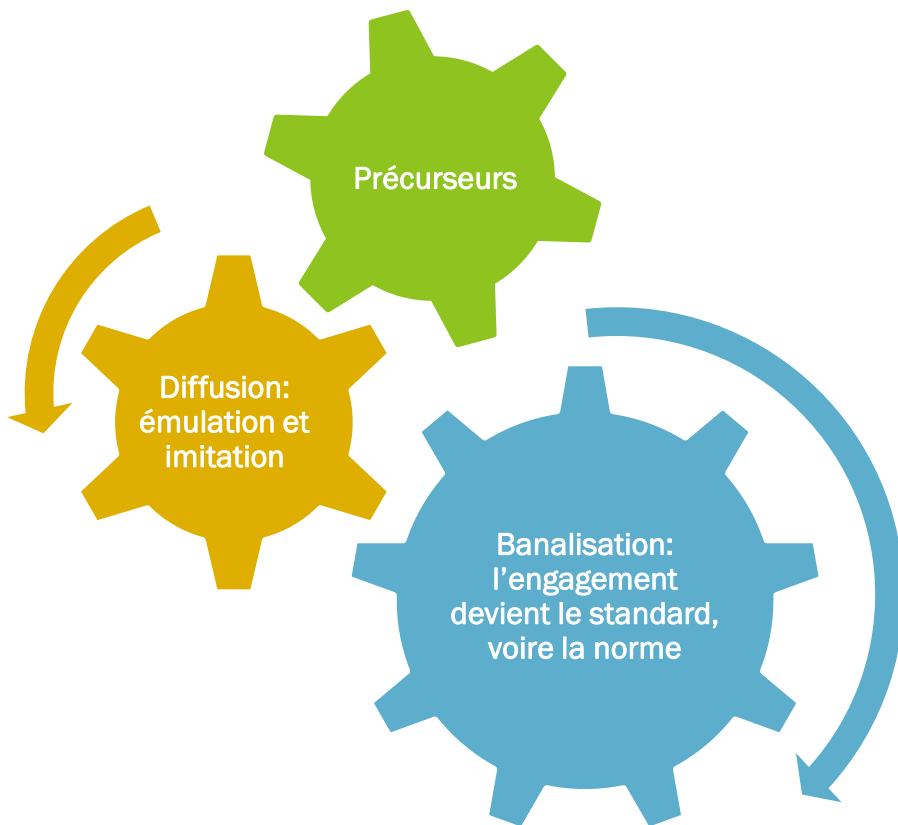 Précurseurs
Diffusion:
émulation et
imitation
Banalisation:
l’engagement
devient le standard,
voire la norme